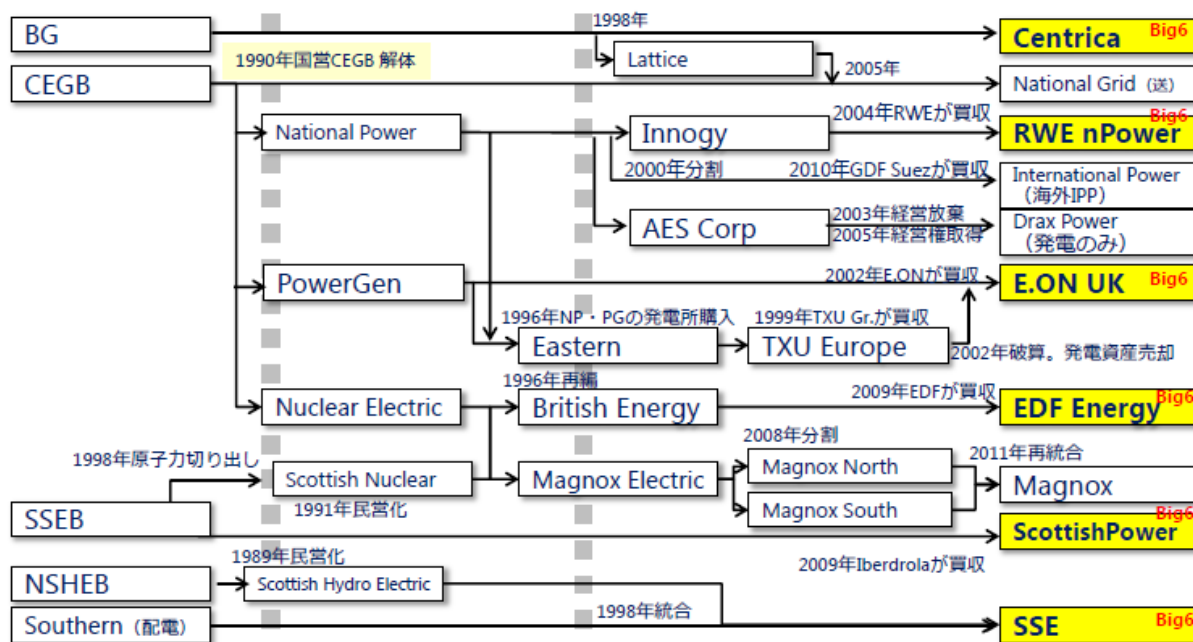 BG
1998年
Centrica
Big6
Lattice
1990年国営CEGB 解体
CEGB
2005年
National Grid（送）
National Power
Innogy
2004年RWEが買収
RWE nPower
Big6
2000年分割
2010年GDF Suezが買収
International Power
（海外IPP）
AES Corp
2003年経営放棄
2005年経営権取得
Drax Power
（発電のみ）
PowerGen
2002年E.ONが買収
E.ON UK
Big6
1996年NP・PGの発電所購入
1999年TXU Gr.が買収
Eastern
TXU Europe
2002年破算。発電資産売却
1996年再編
Nuclear Electric
British Energy
2009年EDFが買収
EDF Energy
Big6
1998年原子力切り出し
2008年分割
2011年再統合
Scottish Nuclear
Magnox Electric
Magnox North
Magnox
1991年民営化
Magnox South
SSEB
ScottishPower
Big6
1989年民営化
2009年Iberdrolaが買収
NSHEB
Scottish Hydro Electric
Southern（配電）
1998年統合
SSE
Big6